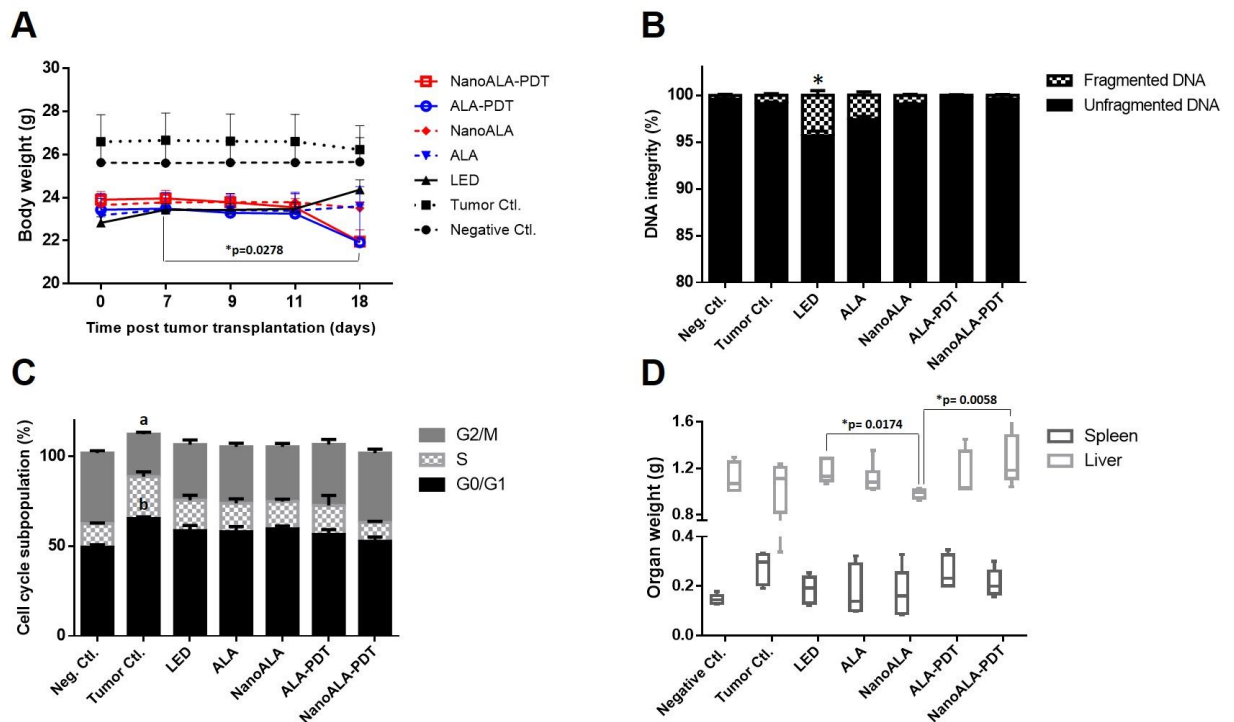 A
Body weight (g)
30
28
26
24
22
20
*p=0.0278
0 7 9 11 18
Time post tumor transplantation (days)
NanoALA-PDT
ALA-PDT
NanoALA
ALA
LED
Tumor Ctl.
Negative Ctl.
B
DNA integrity (%)
100
95
90
85
80
*
Neg. Ctl.
Tumor Ctl.
LED
ALA
NanoALA
ALA-PDT
NanoALA-PDT
Fragmented DNA
Unfragmented DNA
C
Cell cycle subpopulation (%)
100
50
0
a
b
Neg. Ctl.
Tumor Ctl.
LED
ALA
NanoALA
ALA-PDT
NanoALA-PDT
G2/M
S
G0/G1
D
Organ weight (g)
1.6
1.2
0.8
0.4
0.2
0.0
*p= 0.0174
*p= 0.0058
Negative Ctl.
Tumor Ctl.
LED
ALA
NanoALA
ALA-PDT
NanoALA-PDT
Spleen
Liver